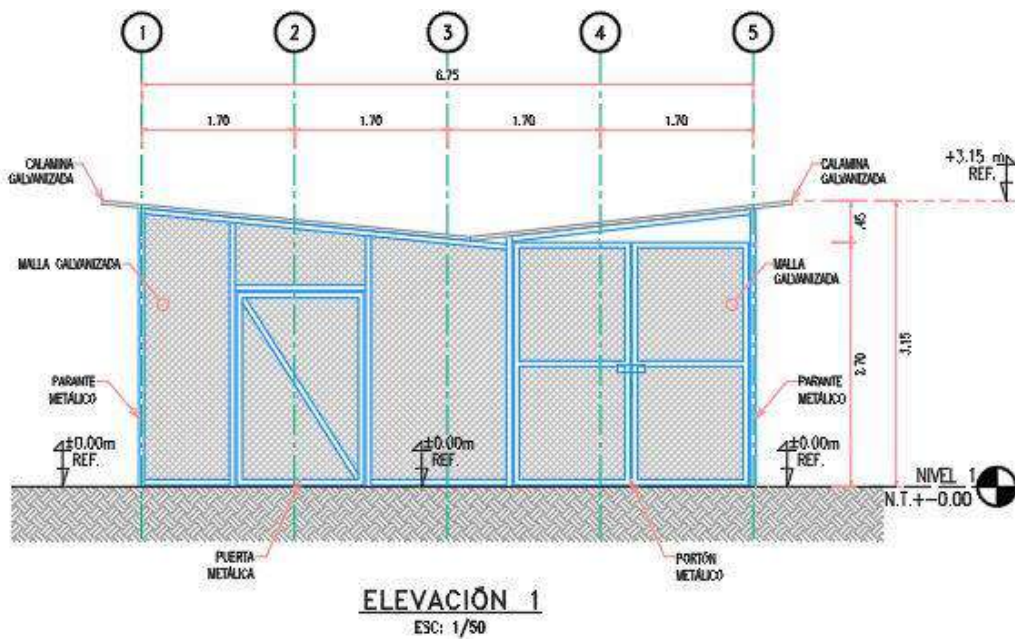 1 2 3 4 5
6.75
1.70 1.70 1.70 1.70
CALAMINA
GALVANIZADA
CALAMINA
GALVANIZADA
+3.15 m
REF.
.45
MALLA GALVANIZADA
MALLA
GALVANIZADA
2.70
3.15
PARANTE
METÁLICO
PARANTE
METÁLICO
±0.00m
REF.
±0.00m
REF.
±0.00m
REF.
NIVEL 1
N.T.+-0.00
PUERTA
METÁLICA
PORTÓN
METÁLICO
ELEVACIÓN 1
ESC: 1/50